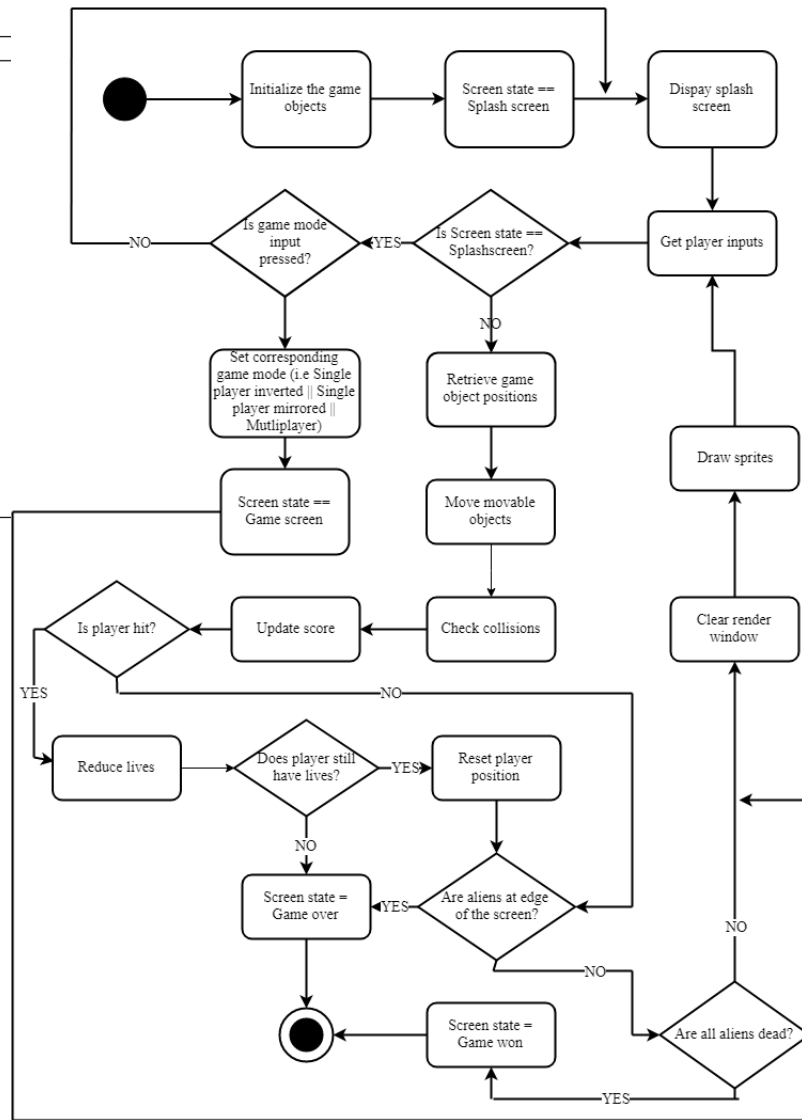 Initialize the game
objects
Screen state ==
Splash screen
Dispay splash
screen
Is game mode
input
pressed?
NO
YES
Is Screen state ==
Splashscreen?
Get player inputs
NO
Set corresponding
game mode (i.e Single
player inverted || Single
player mirrored ||
Mutliplayer)
Retrieve game
object positions
Draw sprites
Screen state ==
Game screen
Move movable
objects
Is player hit?
Update score
Check collisions
Clear render
window
YES
NO
Reduce lives
Does player still
have lives?
YES
Reset player
position
NO
Screen state =
Game over
YES
Are aliens at edge
of the screen?
NO
NO
Screen state =
Game won
Are all aliens dead?
YES